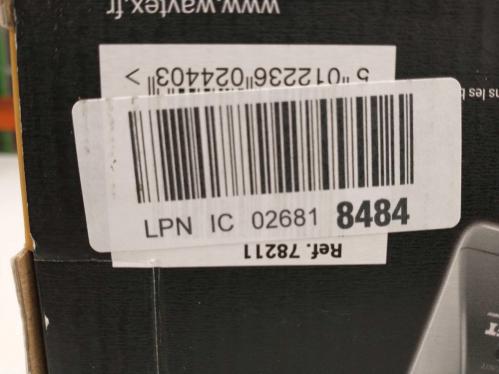 www.waytex.fr
5 012236 024403 >
LPN IC 02681 8484
Ref. 78211